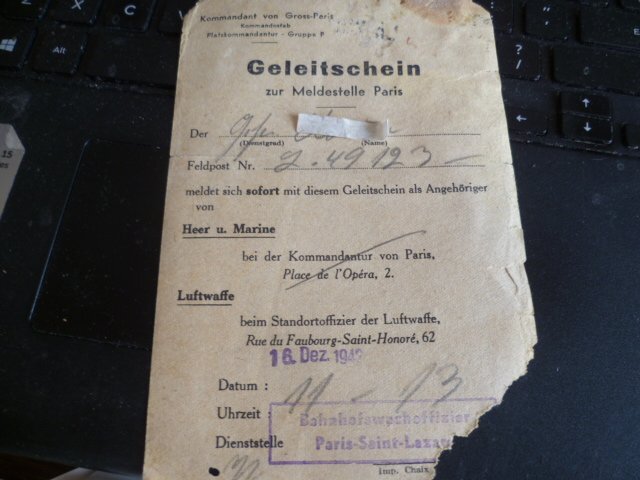 Kommandant von Gross-Paris
Kommandostab
Platzkommandantur - Gruppe P
Geleitschein
zur Meldestelle Paris
Der
(Dienstgrad) (Name)
Feldpost Nr. L. 49123
meldet sich sofort mit diesem Geleitschein als Angehöriger
von
Heer u. Marine
bei der Kommandantur von Paris,
Place de l'Opéra, 2.
Luftwaffe
beim Standortoffizier der Luftwaffe,
Rue du Faubourg-Saint-Honoré, 62
16. Dez. 1942
Datum :
Uhrzeit :
Bahnhofswachoffizier
Dienststelle Paris-Saint-Lazare
Imp. Chaix